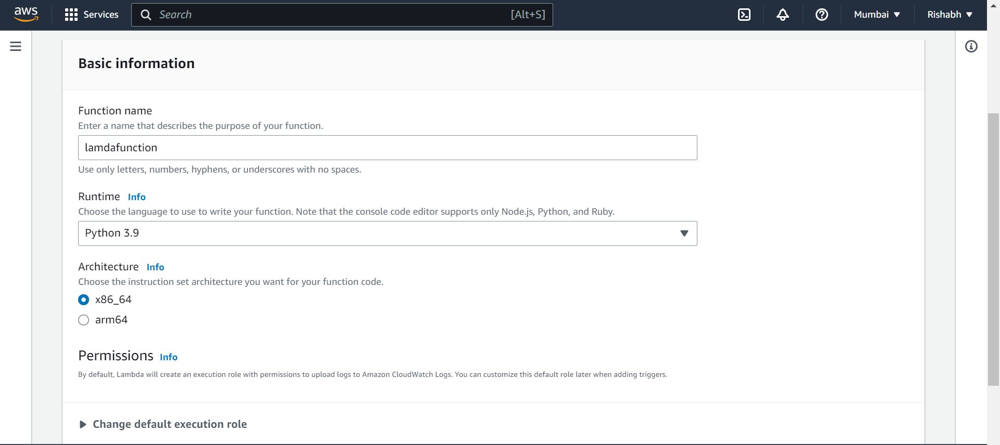 aws Services Search [Alt+S] Mumbai Rishabh
Basic information
Function name
Enter a name that describes the purpose of your function.
lamdafunction
Use only letters, numbers, hyphens, or underscores with no spaces.
Runtime Info
Choose the language to use to write your function. Note that the console code editor supports only Node.js, Python, and Ruby.
Python 3.9
Architecture Info
Choose the instruction set architecture you want for your function code.
x86_64
arm64
Permissions Info
By default, Lambda will create an execution role with permissions to upload logs to Amazon CloudWatch Logs. You can customize this default role later when adding triggers.
Change default execution role